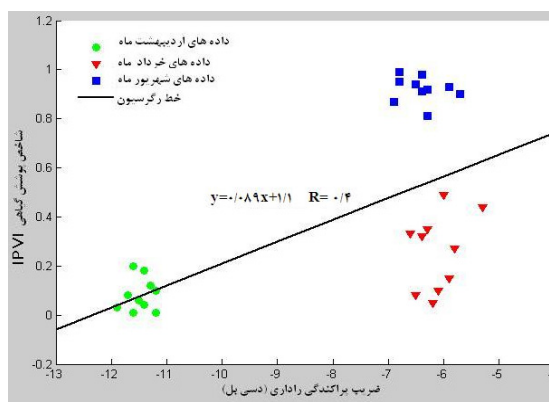 1.2
1
0.8
0.6
0.4
0.2
0
-0.2
داده های اردیبهشت ماه
داده های خرداد ماه
داده های شهریور ماه
خط رگرسیون
شاخص پوشش گیاهی IPVI
y=۰/۰۸۹x+۱/۱ R= ۰/۴
-13 -12 -11 -10 -9 -8 -7 -6 -5 -4
ضریب پراکندگی راداری (دسی بل)